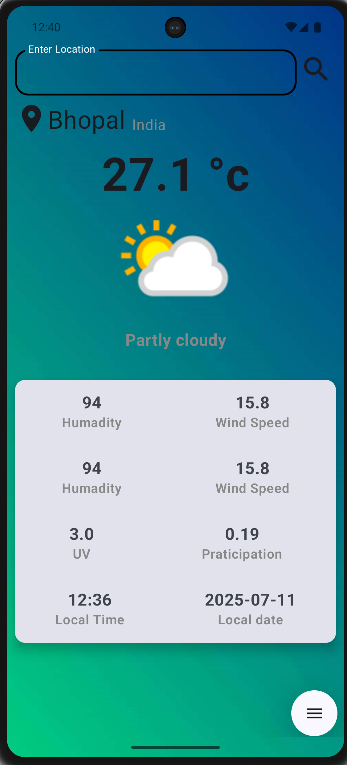 12:40
Enter Location
Bhopal India
27.1 °c
Partly cloudy
94 15.8
Humadity Wind Speed
94 15.8
Humadity Wind Speed
3.0 0.19
UV Praticipation
12:36 2025-07-11
Local Time Local date